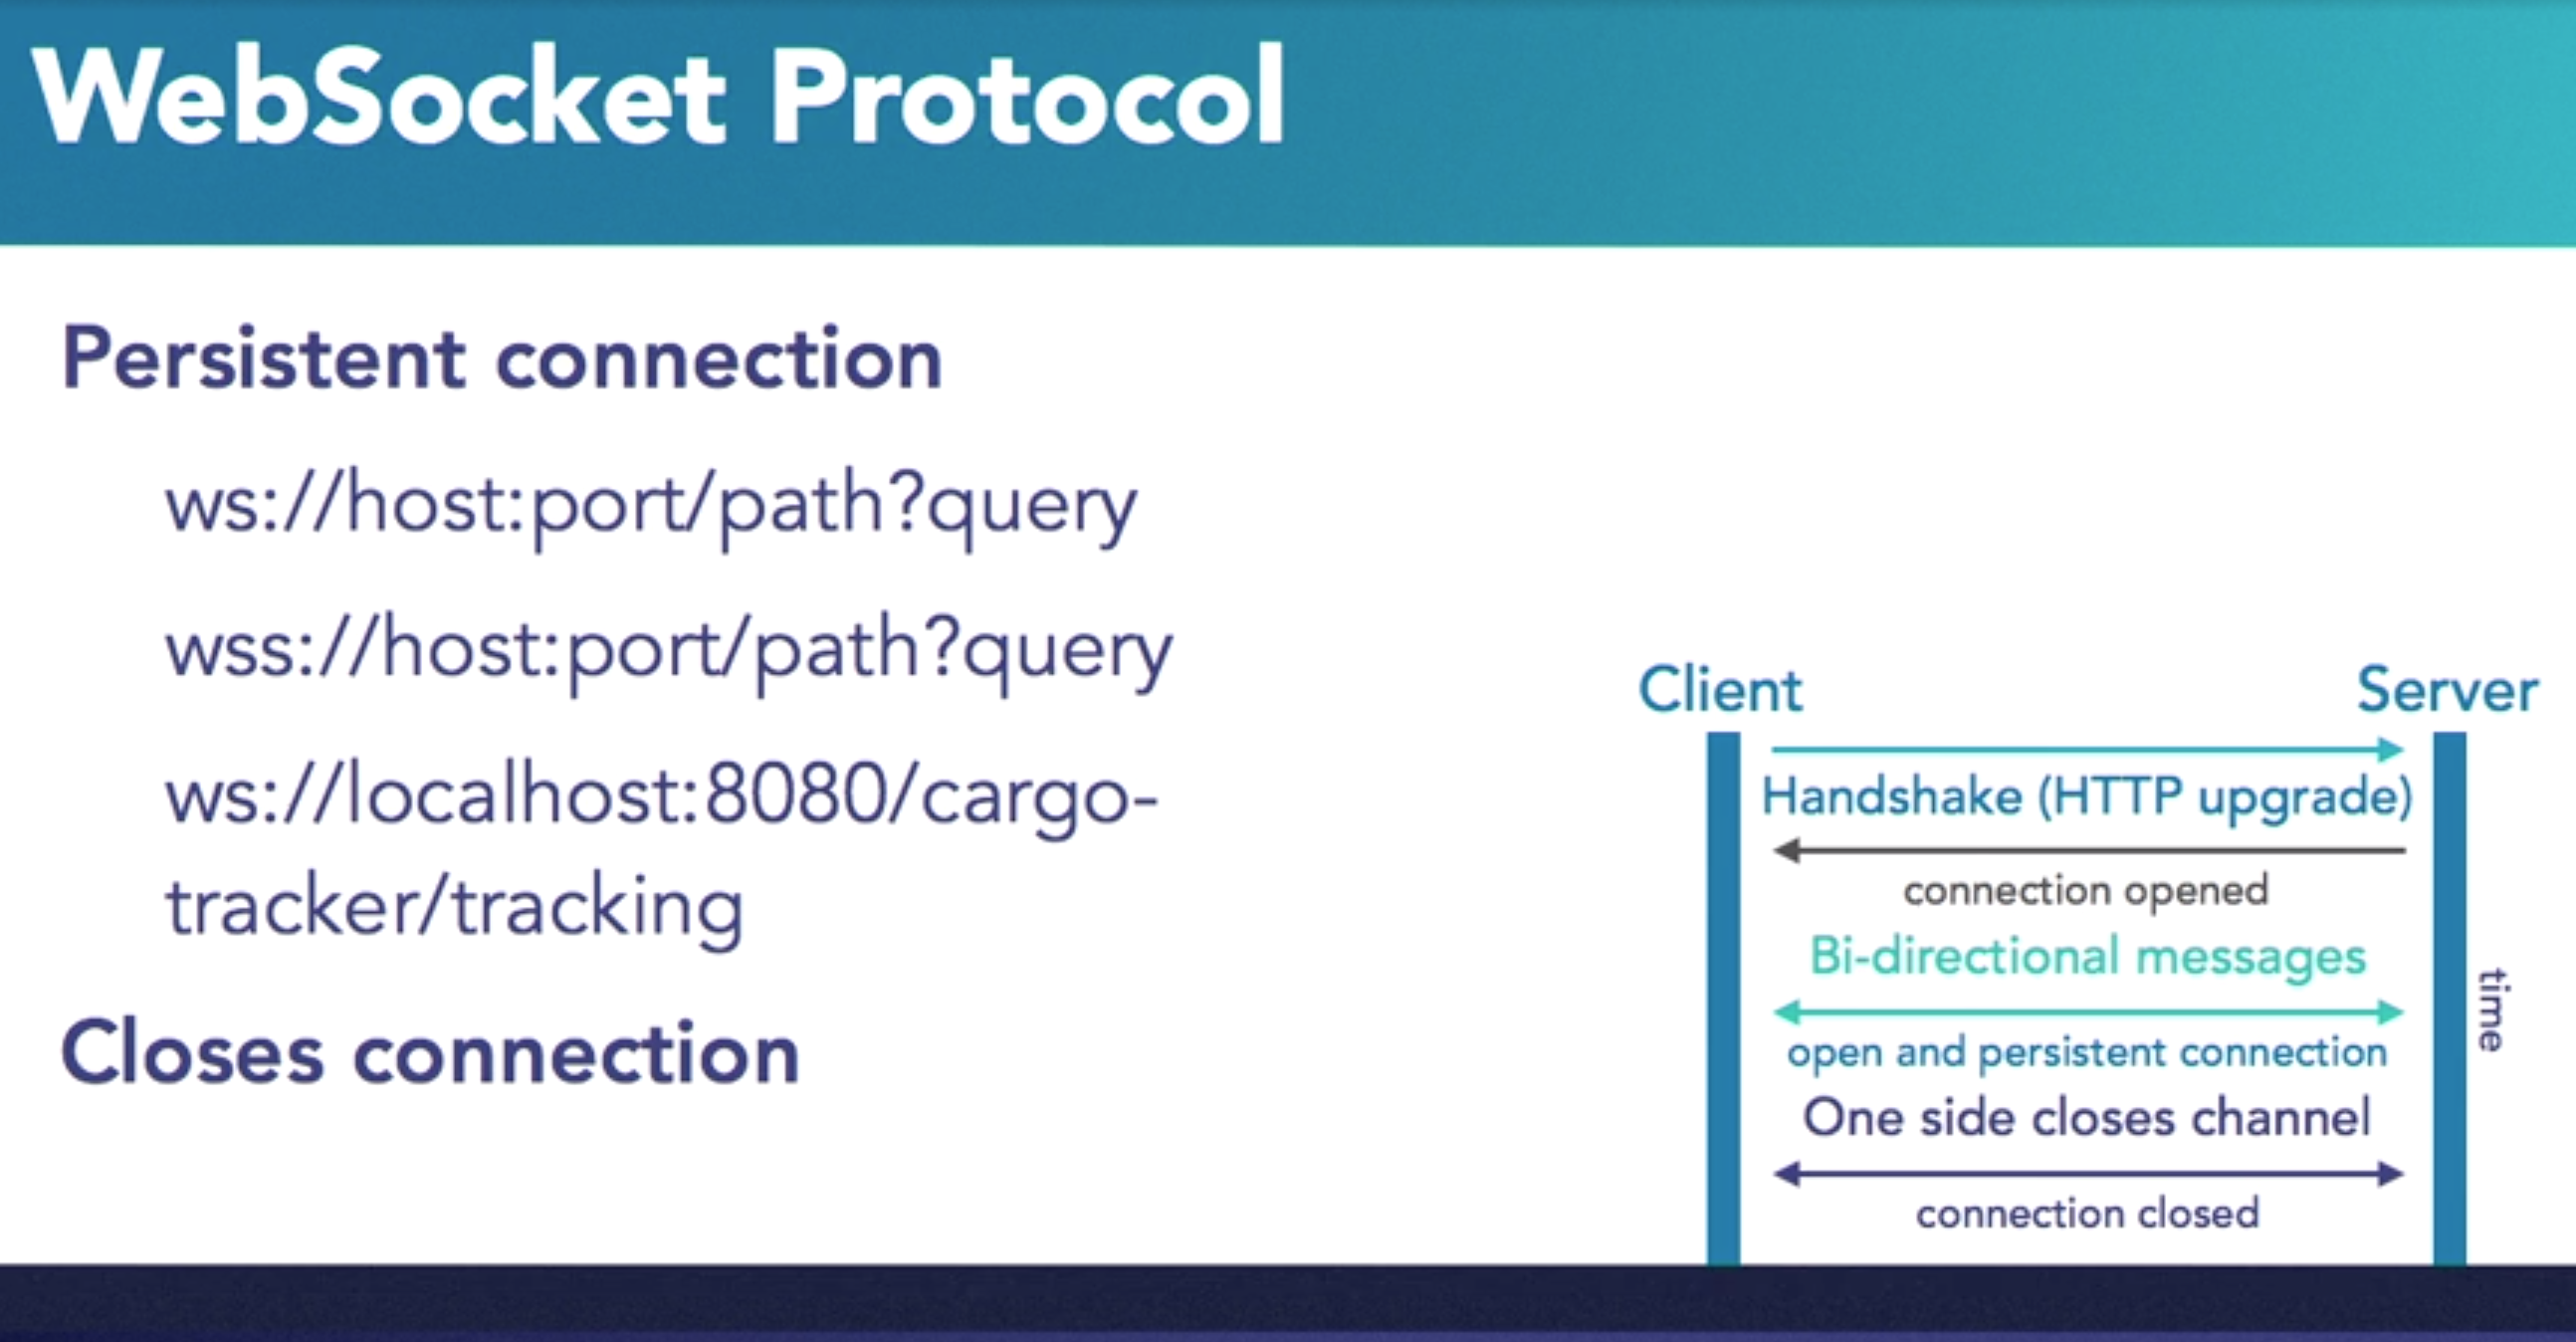 WebSocket Protocol
Persistent connection
ws://host:port/path?query
wss://host:port/path?query
ws://localhost:8080/cargo-
tracker/tracking
Closes connection
Client
Server
Handshake (HTTP upgrade)
connection opened
Bi-directional messages
open and persistent connection
One side closes channel
connection closed
time